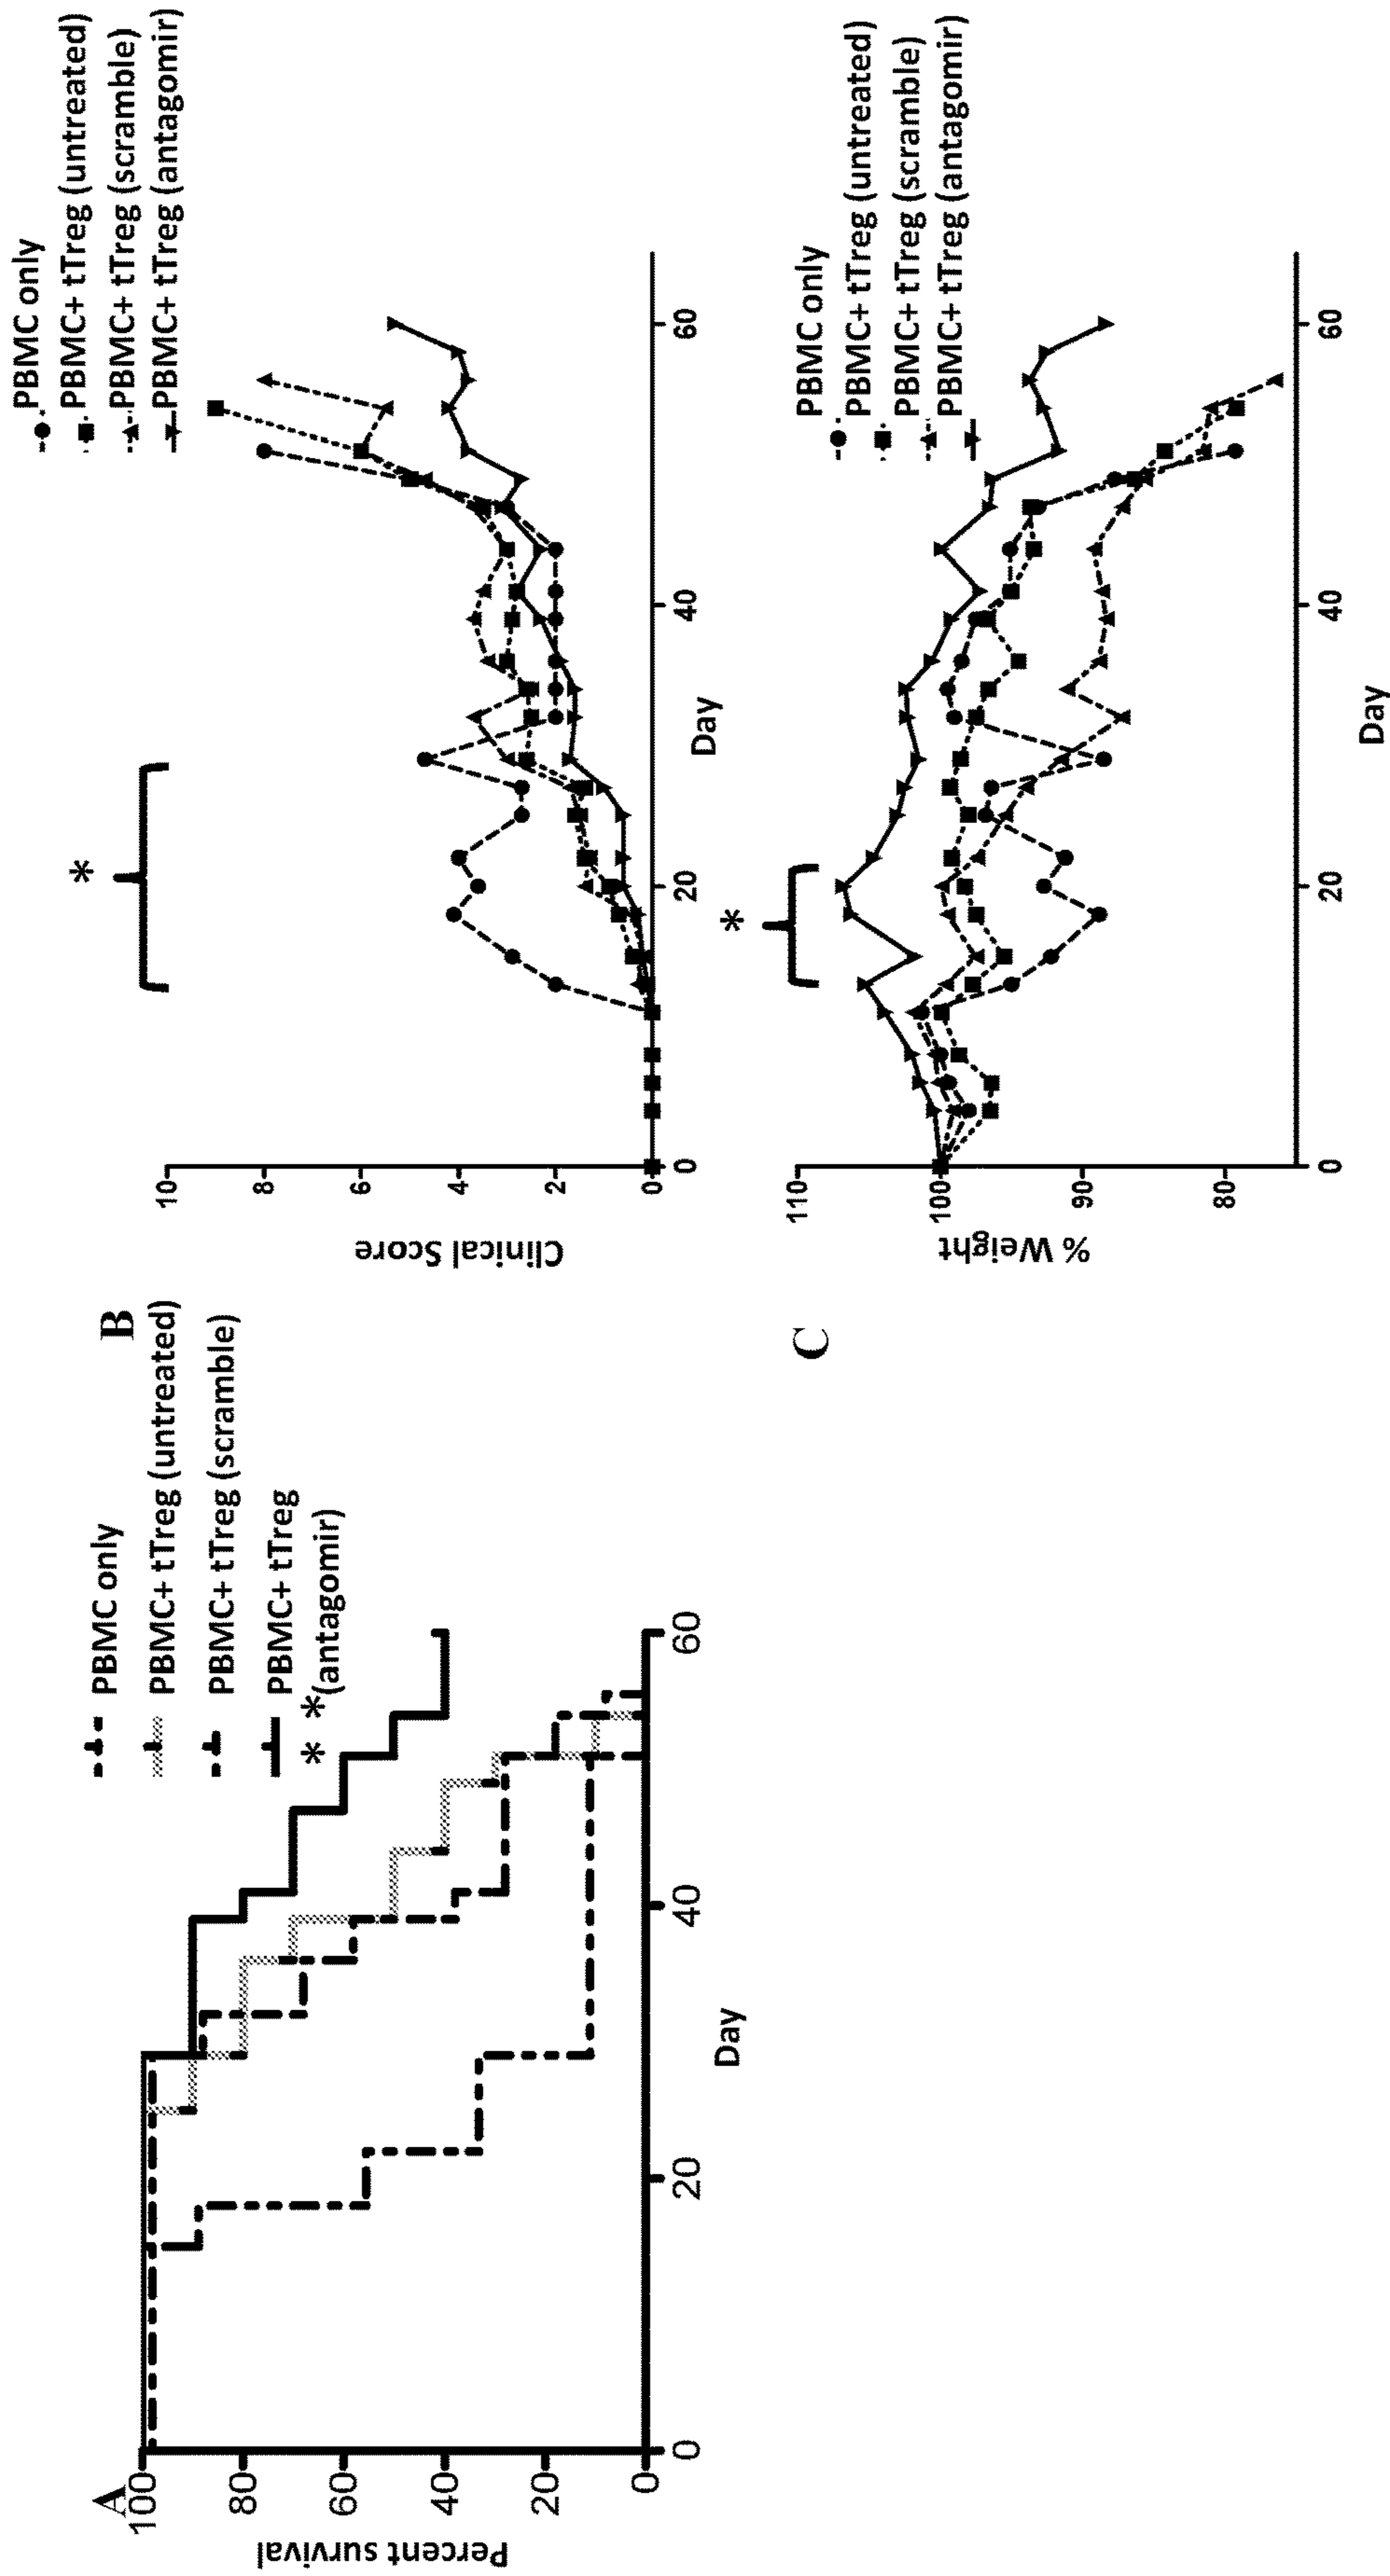 A
100
80
60
40
20
0
Percent survival
0
20
40
60
Day
PBMC only
PBMC+ tTreg (untreated)
PBMC+ tTreg (scramble)
PBMC+ tTreg
(antagomir)
* *
B
10
8
6
4
2
0
Clinical Score
0
20
40
60
Day
*
PBMC only
PBMC+ tTreg (untreated)
PBMC+ tTreg (scramble)
PBMC+ tTreg (antagomir)
C
110
100
90
80
% Weight
0
20
40
60
Day
*
PBMC only
PBMC+ tTreg (untreated)
PBMC+ tTreg (scramble)
PBMC+ tTreg (antagomir)